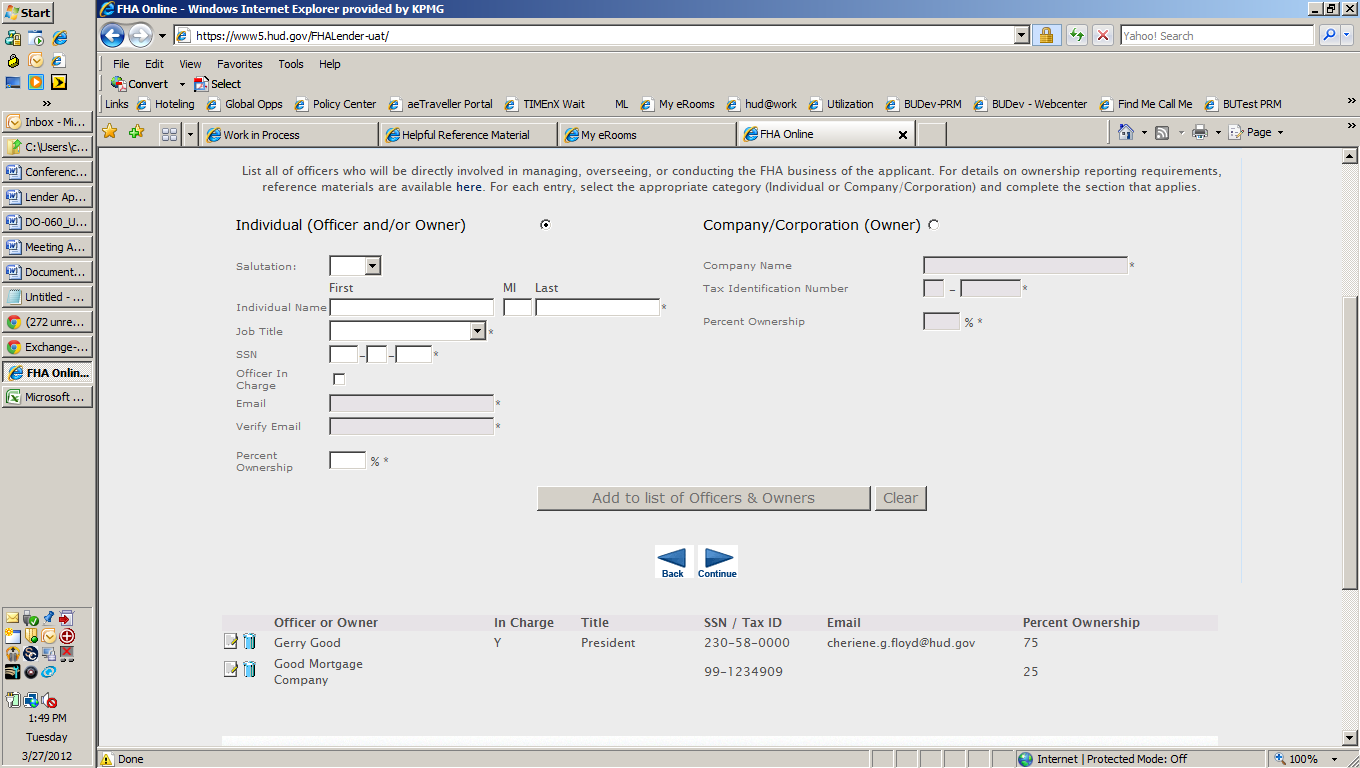 Start
FHA Online - Windows Internet Explorer provided by KPMG
https://www5.hud.gov/FHALender-uat/
Yahoo! Search
File Edit View Favorites Tools Help
Convert Select
Links Hoteling Global Opps Policy Center aeTraveller Portal TIMEnX Wait ML My eRooms hud@work Utilization BUDev-PRM BUDev - Webcenter Find Me Call Me BUTest PRM
Work in Process Helpful Reference Material My eRooms FHA Online Page
Inbox - Mi...
C:\Users\c...
Conferenc...
Lender Ap...
DO-060_U...
Meeting A...
Document...
Untitled - ...
(272 unre...
Exchange-...
FHA Onlin...
Microsoft ...
1:49 PM
Tuesday
3/27/2012
List all of officers who will be directly involved in managing, overseeing, or conducting the FHA business of the applicant. For details on ownership reporting requirements,
reference materials are available here. For each entry, select the appropriate category (Individual or Company/Corporation) and complete the section that applies.
Individual (Officer and/or Owner) Company/Corporation (Owner)
Salutation: Company Name *
First MI Last Tax Identification Number – *
Individual Name *
Job Title * Percent Ownership % *
SSN – – *
Officer In
Charge
Email *
Verify Email *
Percent
Ownership % *
Add to list of Officers & Owners Clear
Back Continue
Officer or Owner In Charge Title SSN / Tax ID Email Percent Ownership
Gerry Good Y President 230-58-0000 cheriene.g.floyd@hud.gov 75
Good Mortgage
Company 99-1234909 25
Done Internet | Protected Mode: Off 100%